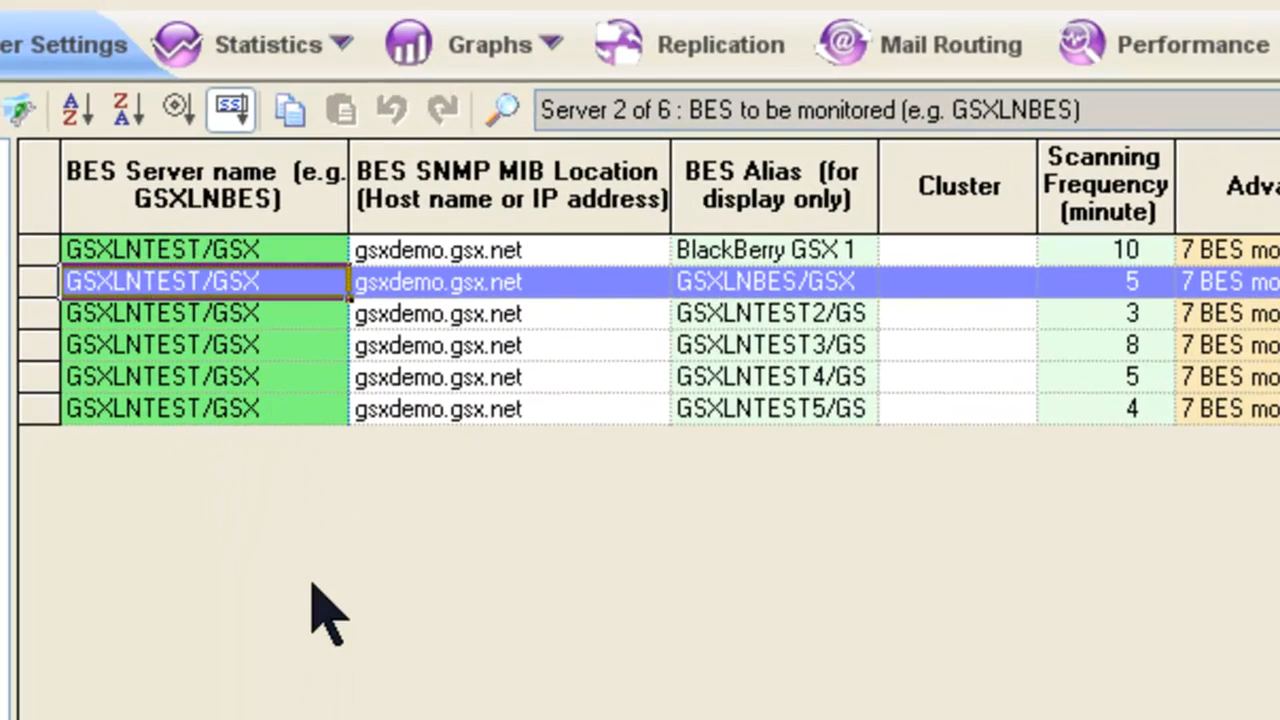 er Settings Statistics Graphs Replication Mail Routing Performance
A Z Z A SSI Server 2 of 6 : BES to be monitored (e.g. GSXLNBES)
BES Server name (e.g. GSXLNBES) BES SNMP MIB Location (Host name or IP address) BES Alias (for display only) Cluster Scanning Frequency (minute) Adva
GSXLNTEST/GSX gsxdemo.gsx.net BlackBerry GSX 1 10 7 BES mo
GSXLNTEST/GSX gsxdemo.gsx.net GSXLNBES/GSX 5 7 BES mo
GSXLNTEST/GSX gsxdemo.gsx.net GSXLNTEST2/GS 3 7 BES mo
GSXLNTEST/GSX gsxdemo.gsx.net GSXLNTEST3/GS 8 7 BES mo
GSXLNTEST/GSX gsxdemo.gsx.net GSXLNTEST4/GS 5 7 BES mo
GSXLNTEST/GSX gsxdemo.gsx.net GSXLNTEST5/GS 4 7 BES mo